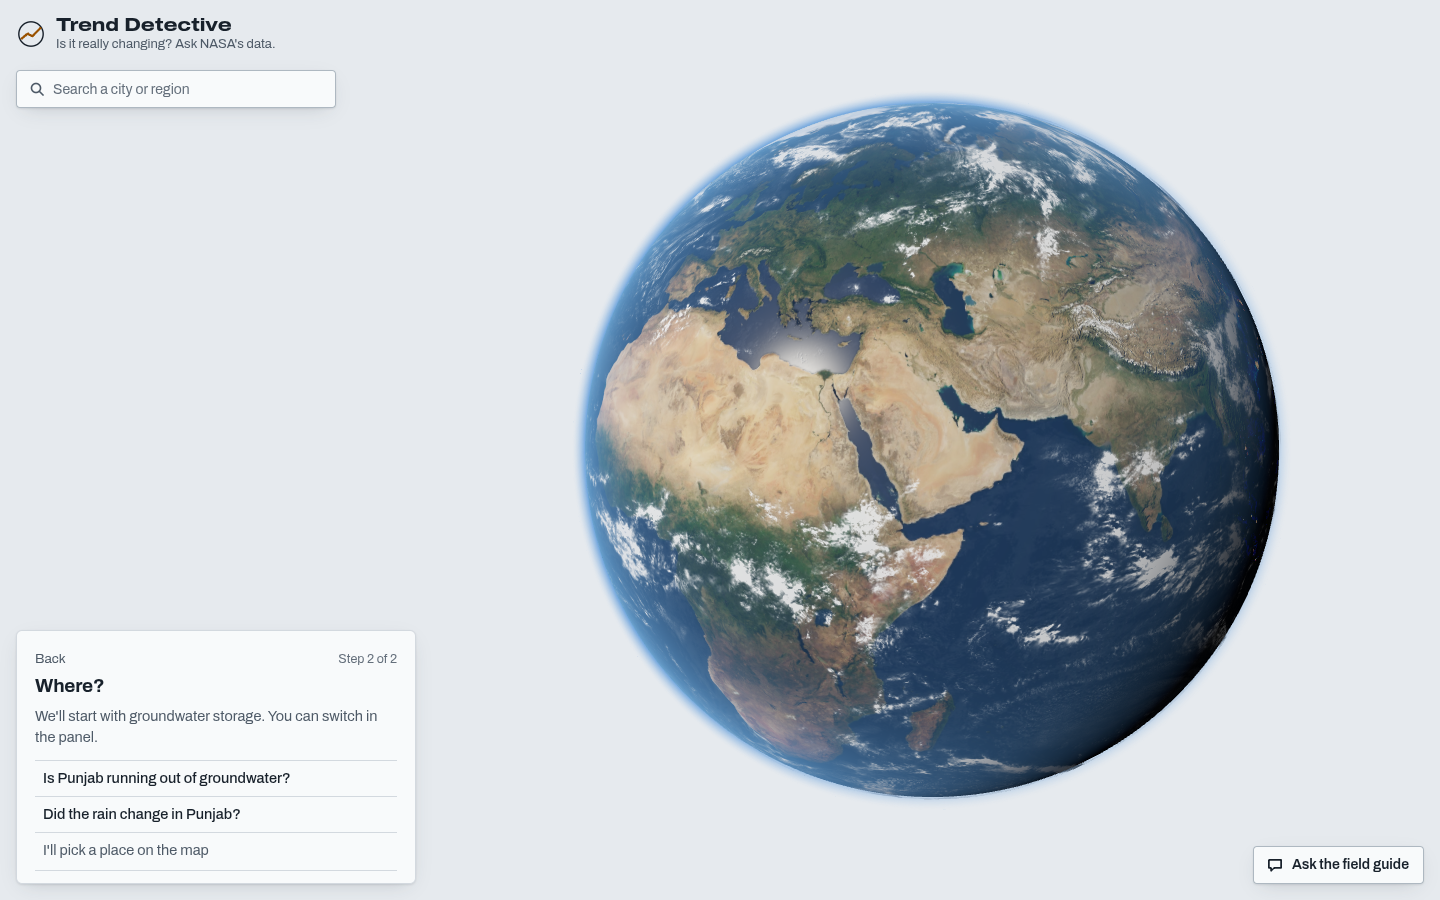 Trend Detective
Is it really changing? Ask NASA's data.
Search a city or region
Back
Step 2 of 2
Where?
We'll start with groundwater storage. You can switch in
the panel.
Is Punjab running out of groundwater?
Did the rain change in Punjab?
I'll pick a place on the map
Ask the field guide